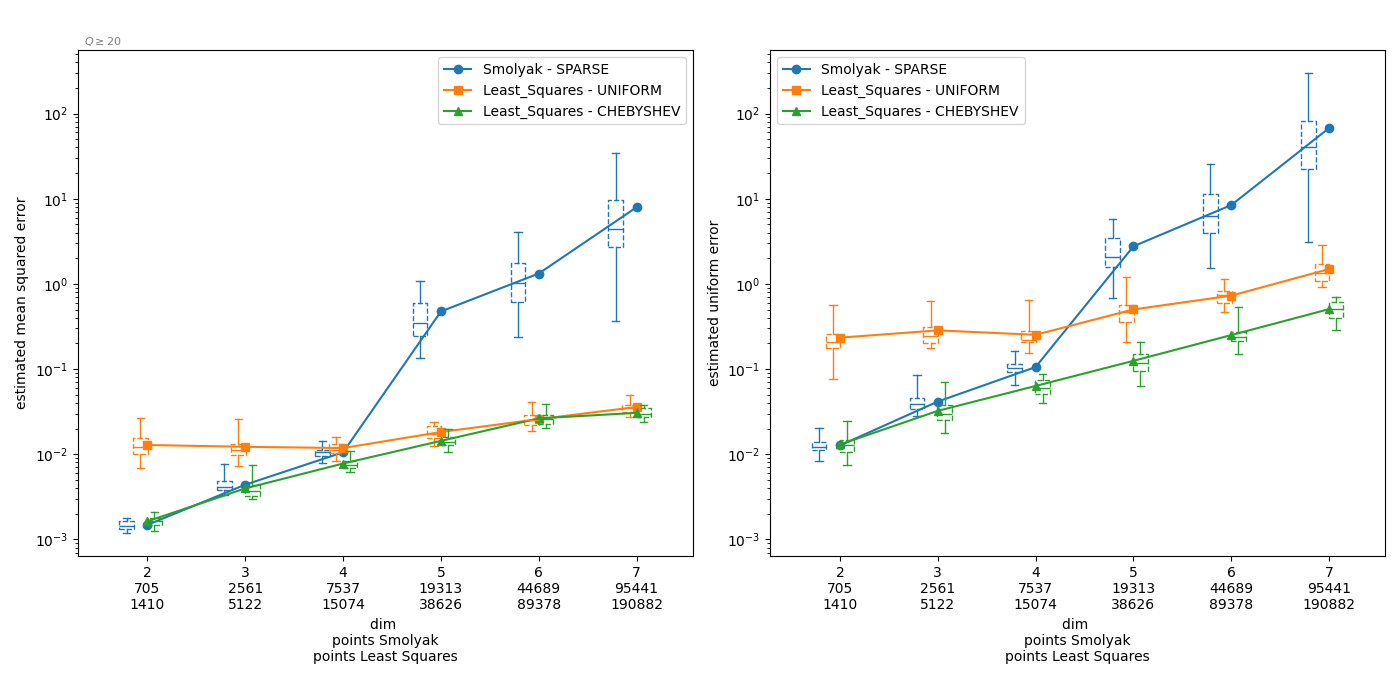 Q ≥ 20
Smolyak - SPARSE
Least_Squares - UNIFORM
Least_Squares - CHEBYSHEV
10²
10¹
10⁰
10⁻¹
10⁻²
10⁻³
estimated mean squared error
2 3 4 5 6 7
705 2561 7537 19313 44689 95441
1410 5122 15074 38626 89378 190882
dim
points Smolyak
points Least Squares
Smolyak - SPARSE
Least_Squares - UNIFORM
Least_Squares - CHEBYSHEV
10²
10¹
10⁰
10⁻¹
10⁻²
10⁻³
estimated uniform error
2 3 4 5 6 7
705 2561 7537 19313 44689 95441
1410 5122 15074 38626 89378 190882
dim
points Smolyak
points Least Squares